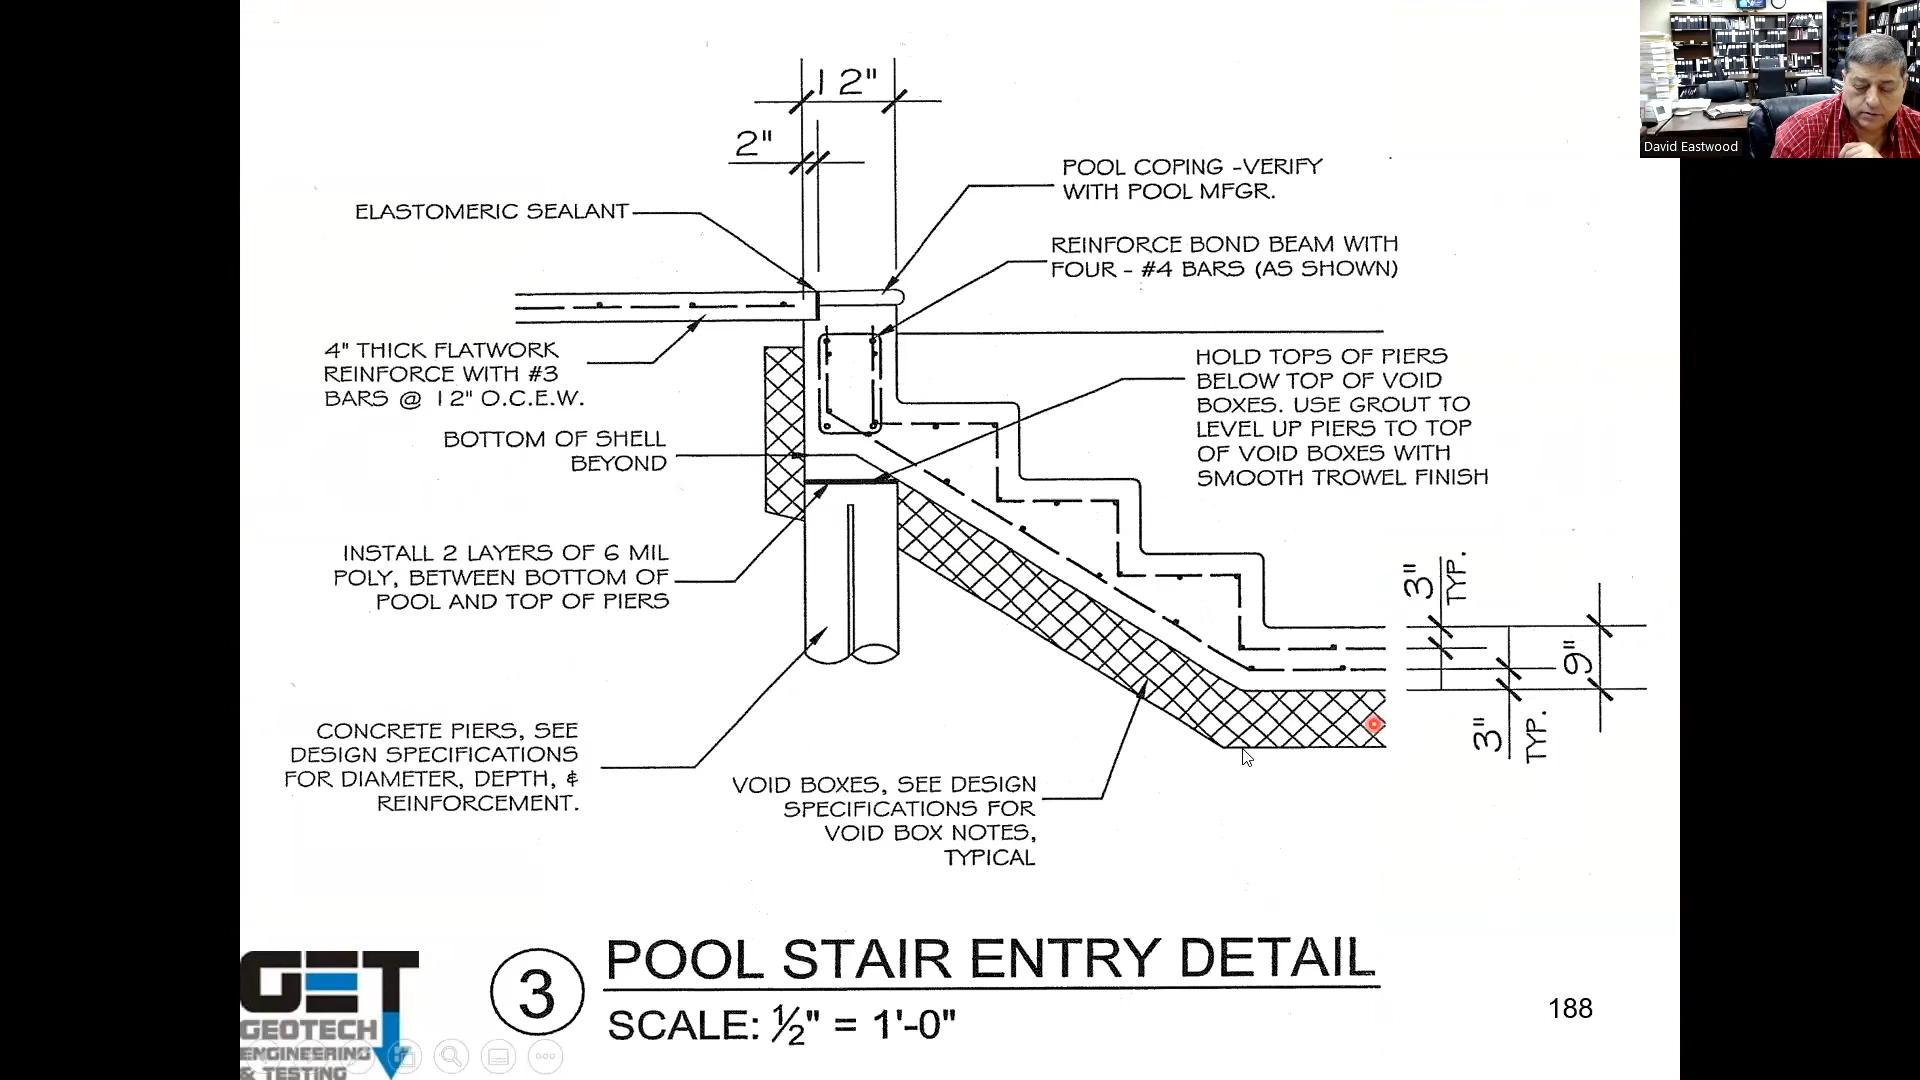 David Eastwood
12"
2"
POOL COPING -VERIFY
WITH POOL MFGR.
ELASTOMERIC SEALANT
REINFORCE BOND BEAM WITH
FOUR - #4 BARS (AS SHOWN)
4" THICK FLATWORK
REINFORCE WITH #3
BARS @ 12" O.C.E.W.
HOLD TOPS OF PIERS
BELOW TOP OF VOID
BOXES. USE GROUT TO
LEVEL UP PIERS TO TOP
OF VOID BOXES WITH
SMOOTH TROWEL FINISH
BOTTOM OF SHELL
BEYOND
INSTALL 2 LAYERS OF 6 MIL
POLY, BETWEEN BOTTOM OF
POOL AND TOP OF PIERS
3"
TYP.
9"
3"
TYP.
CONCRETE PIERS, SEE
DESIGN SPECIFICATIONS
FOR DIAMETER, DEPTH, &
REINFORCEMENT.
VOID BOXES, SEE DESIGN
SPECIFICATIONS FOR
VOID BOX NOTES,
TYPICAL
GET
GEOTECH
ENGINEERING
& TESTING
3
POOL STAIR ENTRY DETAIL
SCALE: ½" = 1'-0"
188